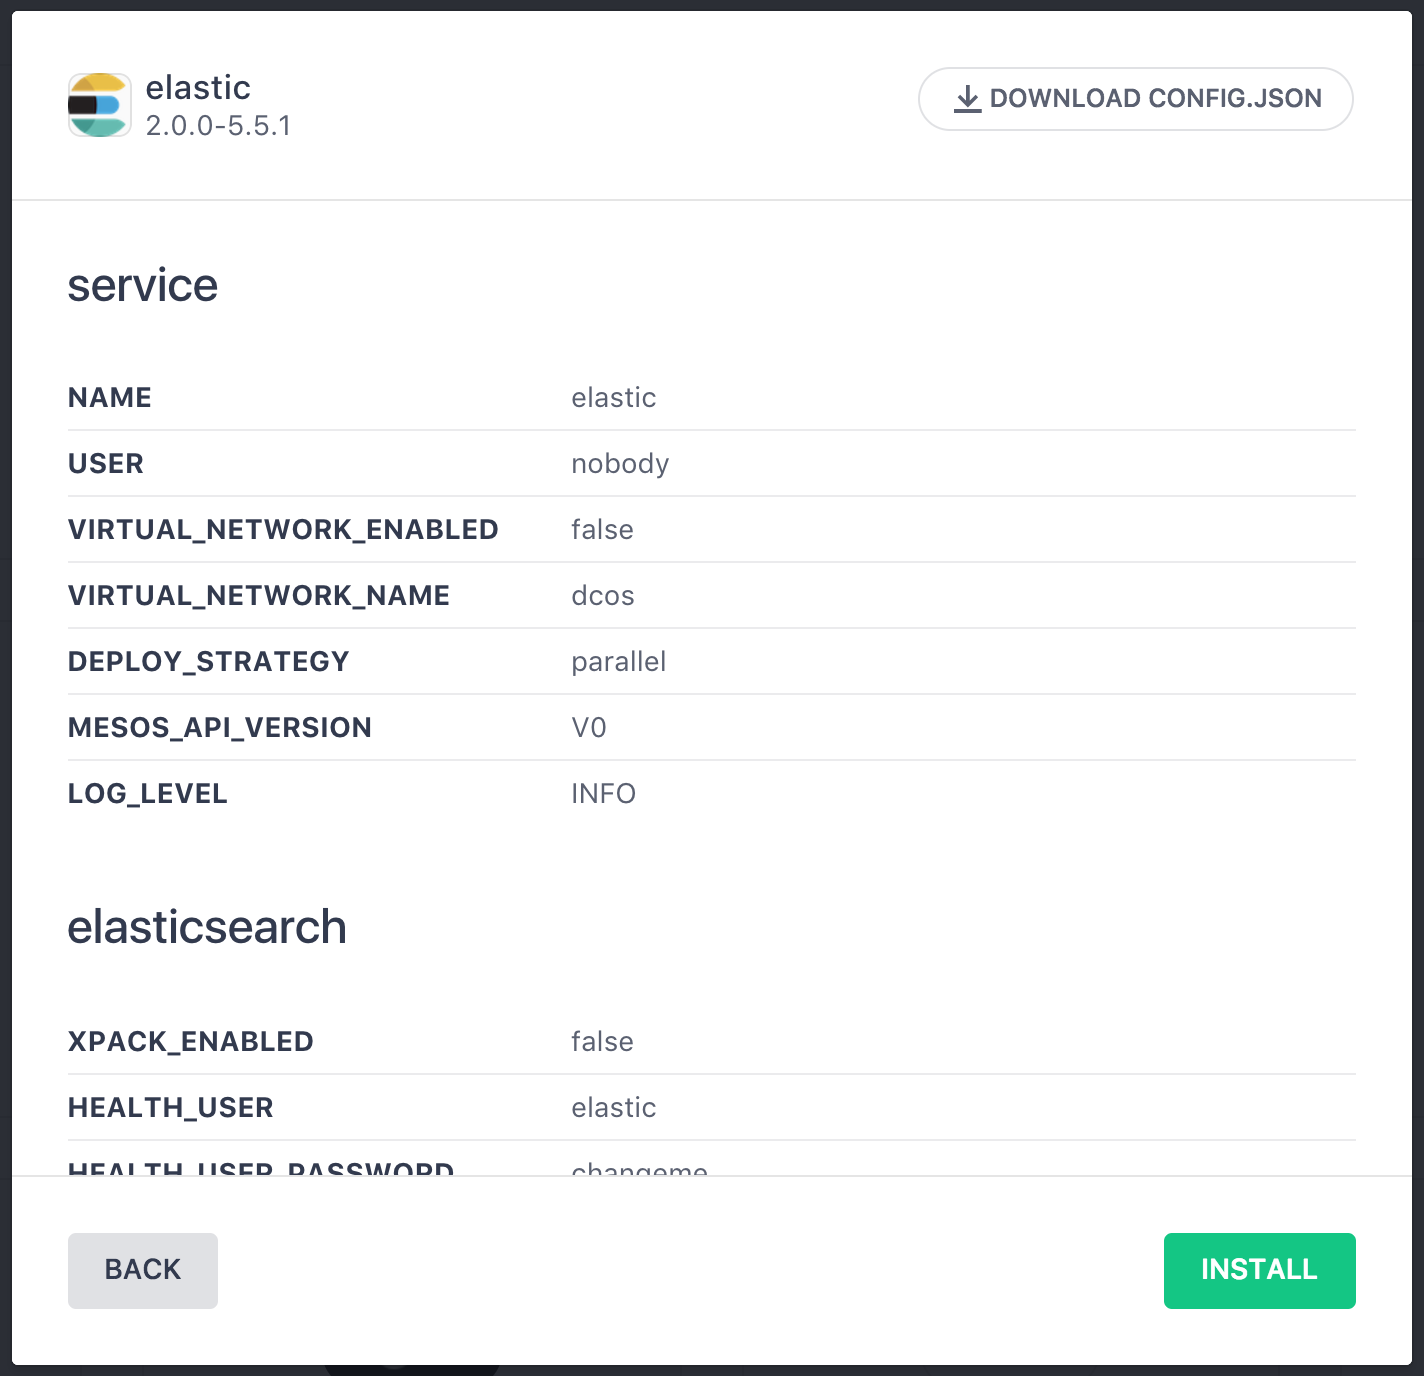 elastic
2.0.0-5.5.1
DOWNLOAD CONFIG.JSON
service
NAME elastic
USER nobody
VIRTUAL_NETWORK_ENABLED false
VIRTUAL_NETWORK_NAME dcos
DEPLOY_STRATEGY parallel
MESOS_API_VERSION V0
LOG_LEVEL INFO
elasticsearch
XPACK_ENABLED false
HEALTH_USER elastic
HEALTH_USER_PASSWORD changeme
BACK
INSTALL